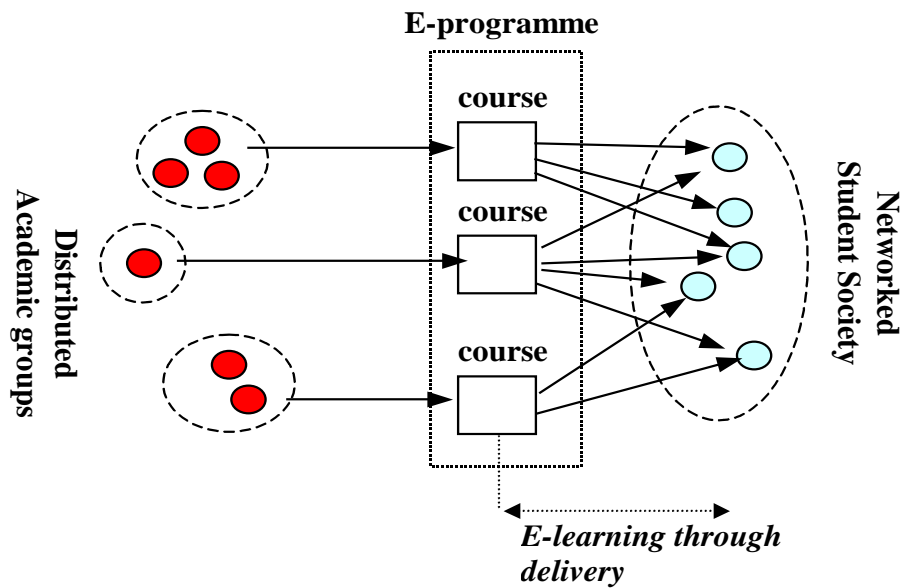 E-programme
course
course
course
Distributed
Academic groups
Networked
Student Society
E-learning through
delivery